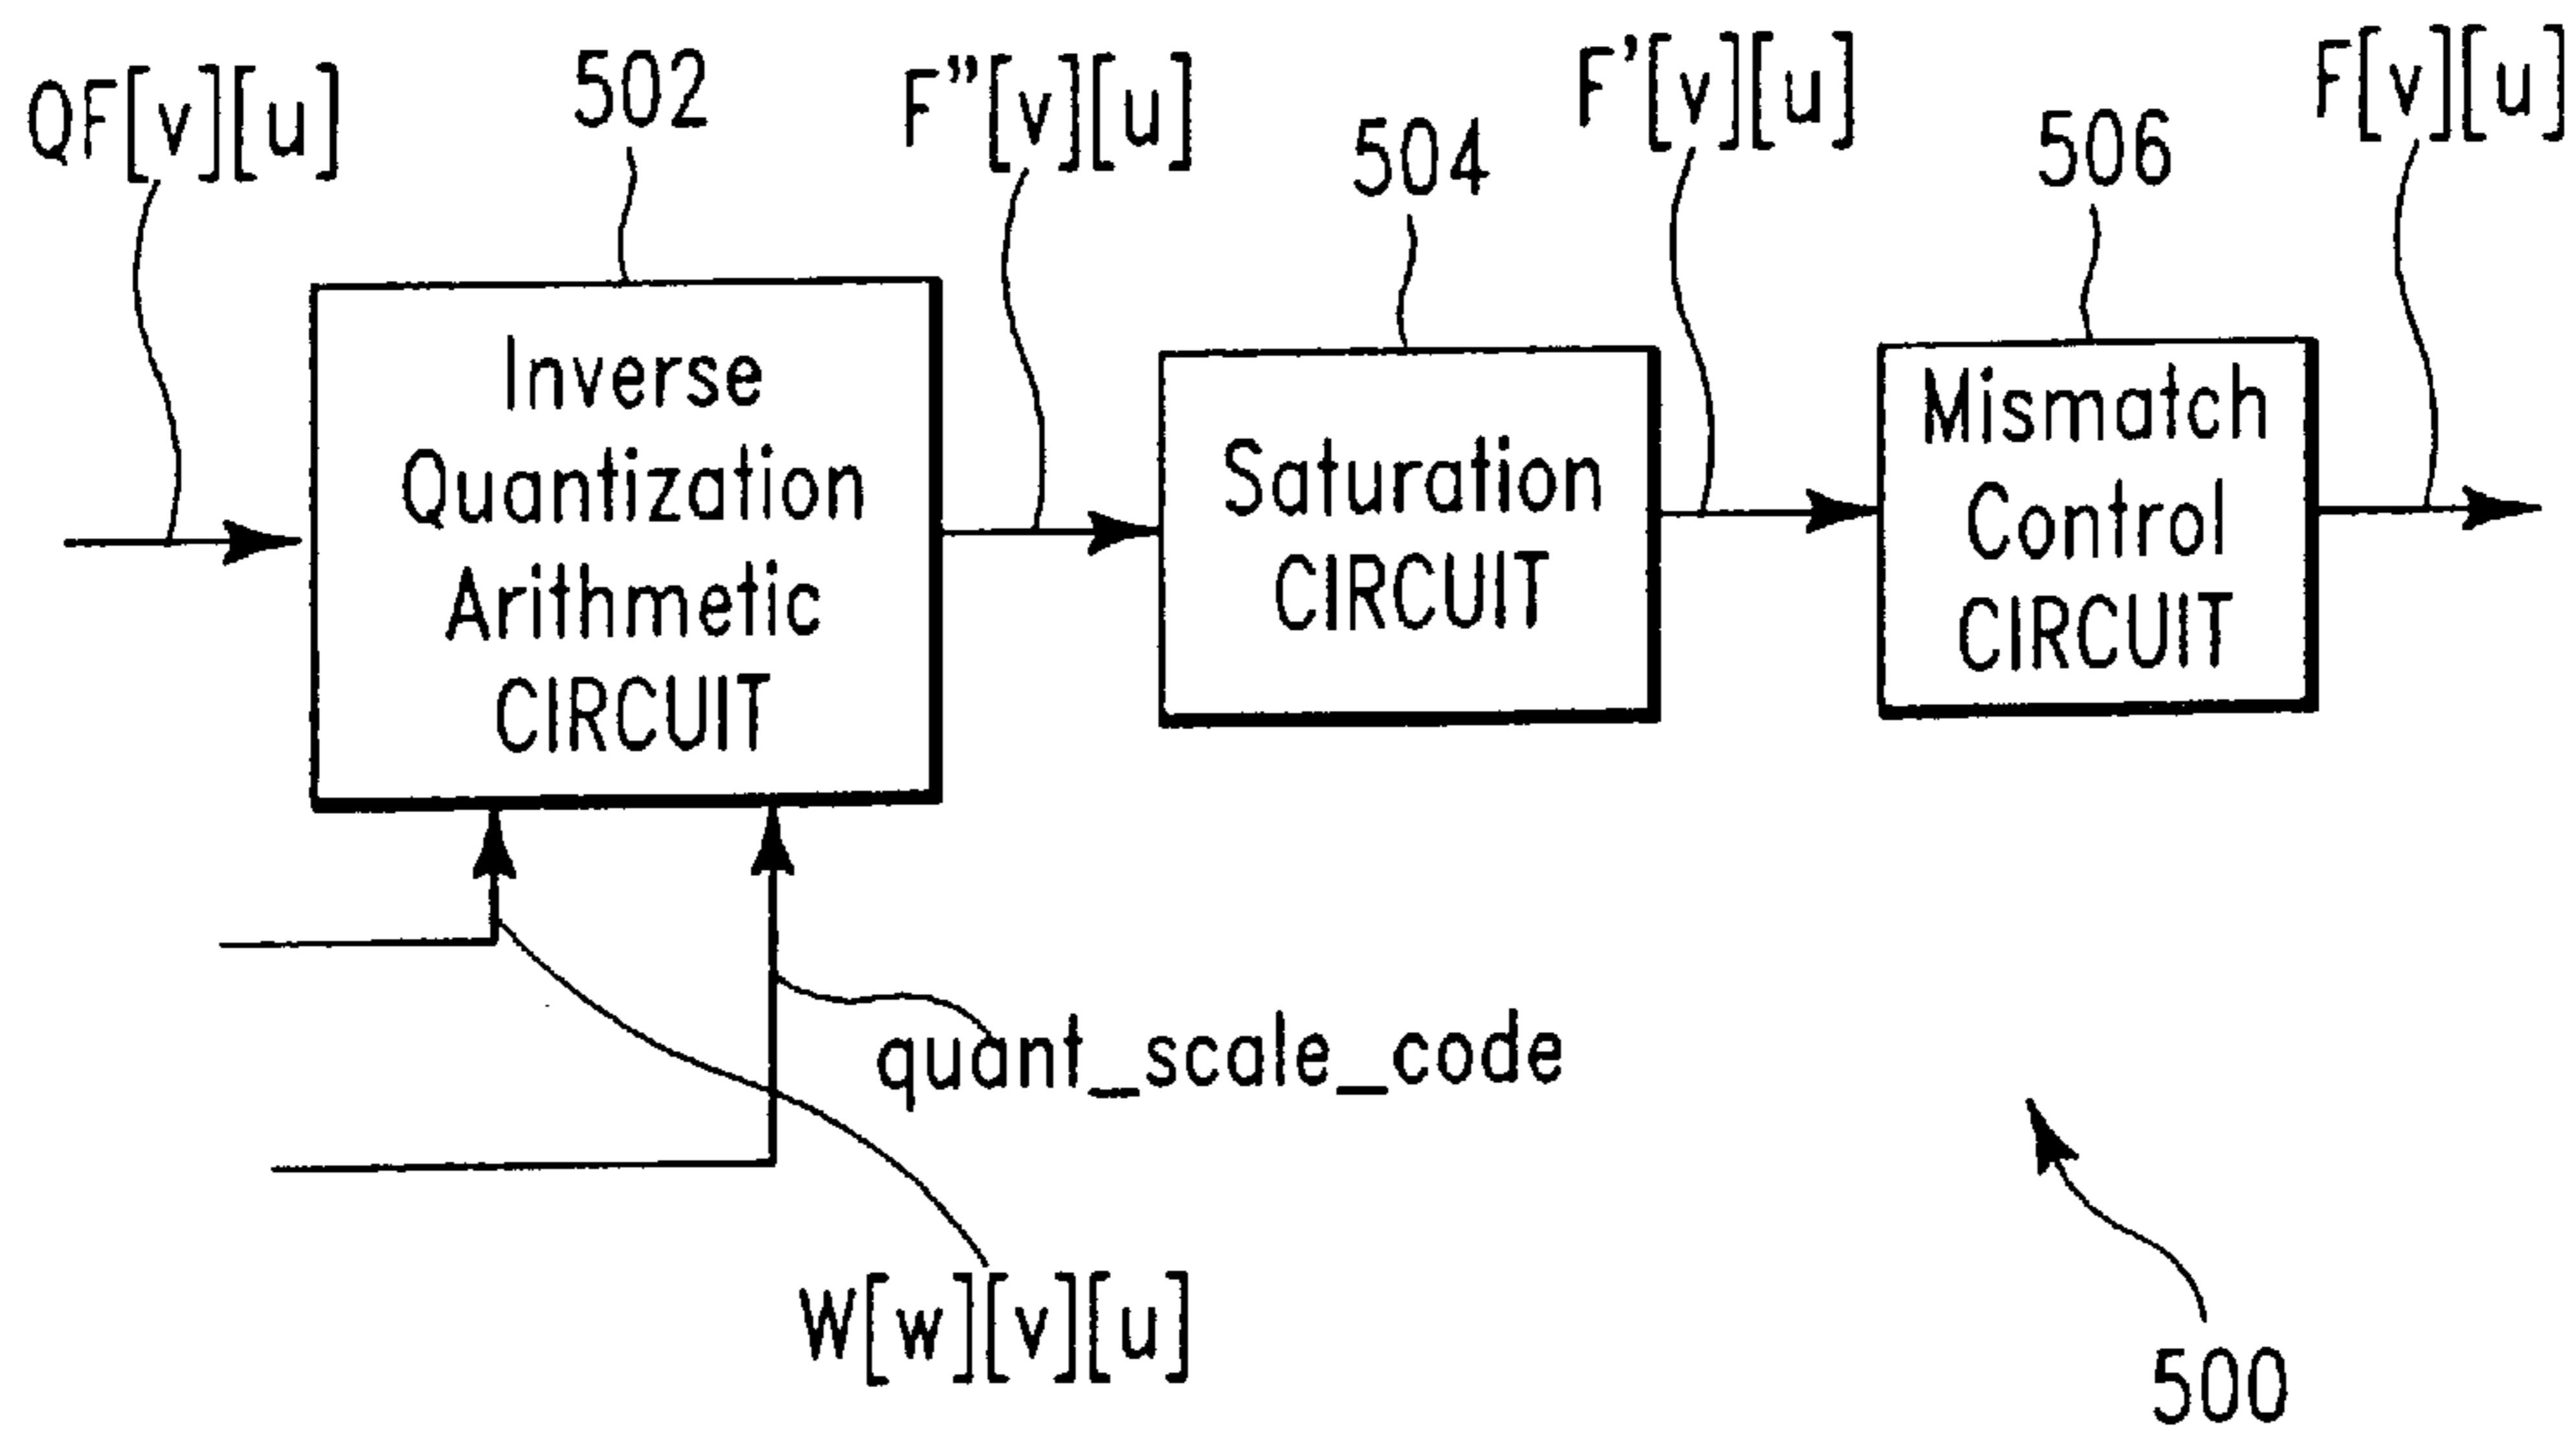 QF[v][u]
502
F"[v][u]
504
F'[v][u]
506
F[v][u]
Inverse
Quantization
Arithmetic
CIRCUIT
Saturation
CIRCUIT
Mismatch
Control
CIRCUIT
quant_scale_code
W[w][v][u]
500